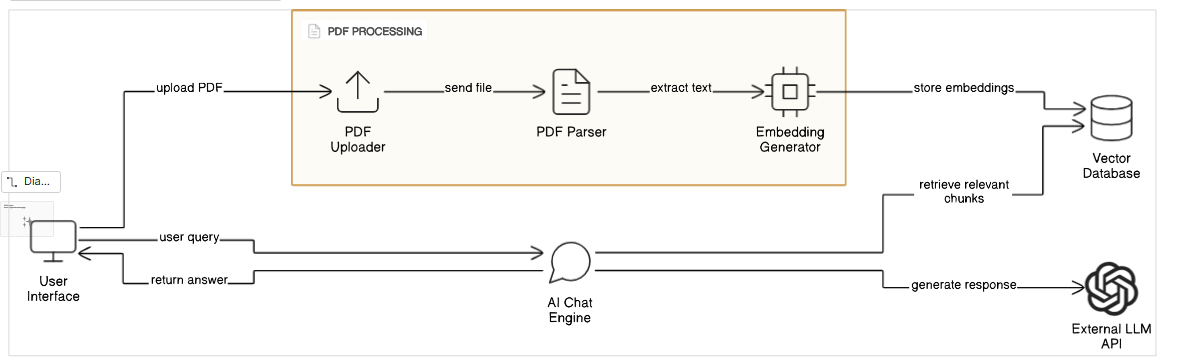 PDF PROCESSING
upload PDF
send file
extract text
store embeddings
PDF
Uploader
PDF Parser
Embedding
Generator
Vector
Database
Dia...
retrieve relevant
chunks
user query
return answer
User
Interface
AI Chat
Engine
generate response
External LLM
API